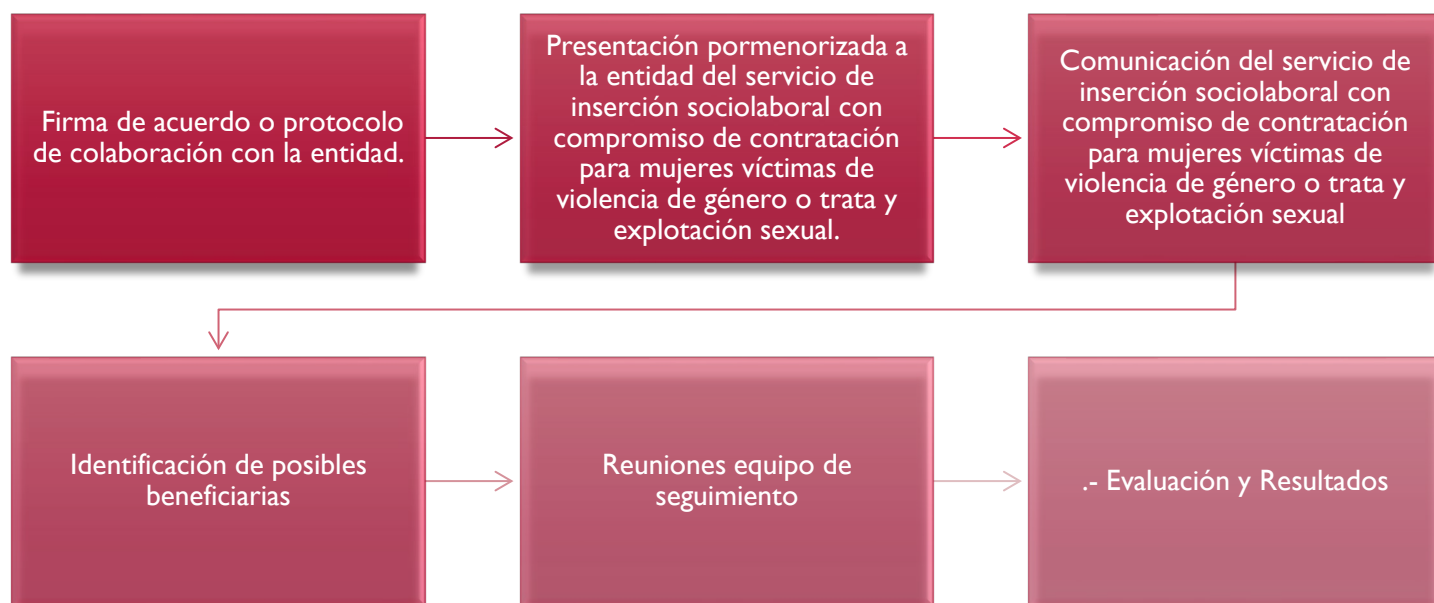 Firma de acuerdo o protocolo
de colaboración con la entidad.
Presentación pormenorizada a
la entidad del servicio de
inserción sociolaboral con
compromiso de contratación
para mujeres víctimas de
violencia de género o trata y
explotación sexual.
Comunicación del servicio de
inserción sociolaboral con
compromiso de contratación
para mujeres víctimas de
violencia de género o trata y
explotación sexual
Identificación de posibles
beneficiarias
Reuniones equipo de
seguimiento
.- Evaluación y Resultados